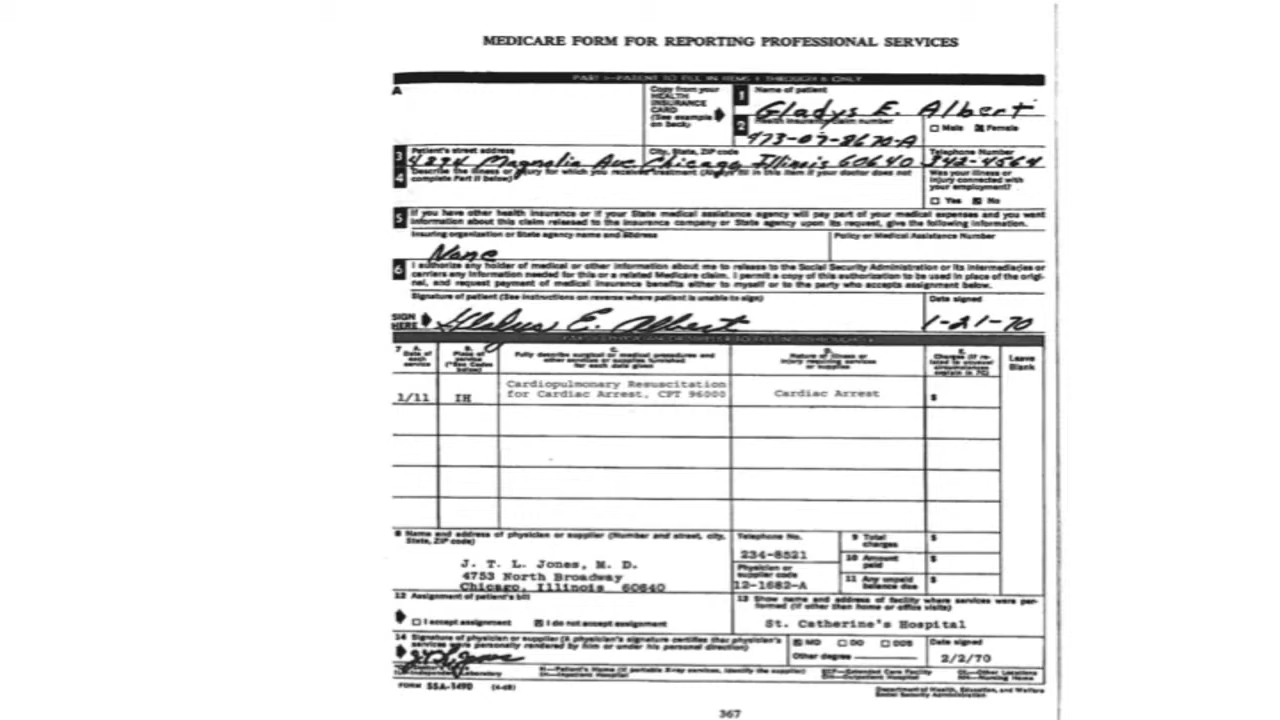 MEDICARE FORM FOR REPORTING PROFESSIONAL SERVICES
PART I—PATIENT TO FILL IN ITEMS 1 THROUGH 6 ONLY
A
Copy from your HEALTH INSURANCE CARD (See example on back)
1 Name of patient
Gladys E. Albert
2 Health insurance claim number
973-07-8670-A
Male Female
3 Patient's street address City, State, ZIP code Telephone Number
Magnolia Ave Chicago Illinois 60640 342-4564
4 Describe the illness or injury for which you received treatment (Always fill in this item if your doctor does not
complete Part II below)
Was your illness or injury connected with your employment?
Yes No
5 If you have other health insurance or if your State medical assistance agency will pay part of your medical expenses and you want
information about this claim released to the insurance company or State agency upon its request, give the following information.
Insuring organization or State agency name and address Policy or Medical Assistance Number
None
6 I authorize any holder of medical or other information about me to release to the Social Security Administration or its intermediaries or
carriers any information needed for this or a related Medicare claim. I permit a copy of this authorization to be used in place of the origi-
nal, and request payment of medical insurance benefits either to myself or to the party who accepts assignment below.
Signature of patient (See instructions on reverse where patient is unable to sign) Date signed
SIGN HERE Gladys E. Albert 1-21-70
7 A. Date of each service
B. Place of service (*See Codes below)
C. Fully describe surgical or medical procedures and other services or supplies furnished for each date given
D. Nature of illness or injury requiring services or supplies
E. Charges (If re-lated to unusual circumstances explain in 7C)
Leave Blank
Cardiopulmonary Resuscitation
1/11 IH for Cardiac Arrest, CPT 96000 Cardiac Arrest $
8 Name and address of physician or supplier (Number and street, city,
State, ZIP code)
J. T. L. Jones, M. D.
4753 North Broadway
Chicago, Illinois 60640
Telephone No.
234-8521
Physician or supplier code
12-1682-A
9 Total charges $
10 Amount paid $
11 Any unpaid balance due $
12 Assignment of patient's bill
I accept assignment I do not accept assignment
13 Show name and address of facility where services were per-
formed (If other than home or office visits)
St. Catherine's Hospital
14 Signature of physician or supplier (A physician's signature certifies that physician's
services were personally rendered by him or under his personal direction)
MD DO DDS
Other degree
Date signed
2/2/70
H—Patient's Home (If portable X-ray services, identify the supplier) ECF—Extended Care Facility OL—Other Locations
Independent Laboratory IH—Inpatient Hospital OH—Outpatient Hospital NH—Nursing Home
FORM SSA-1490 (4-68)
Department of Health, Education, and Welfare
Social Security Administration
367